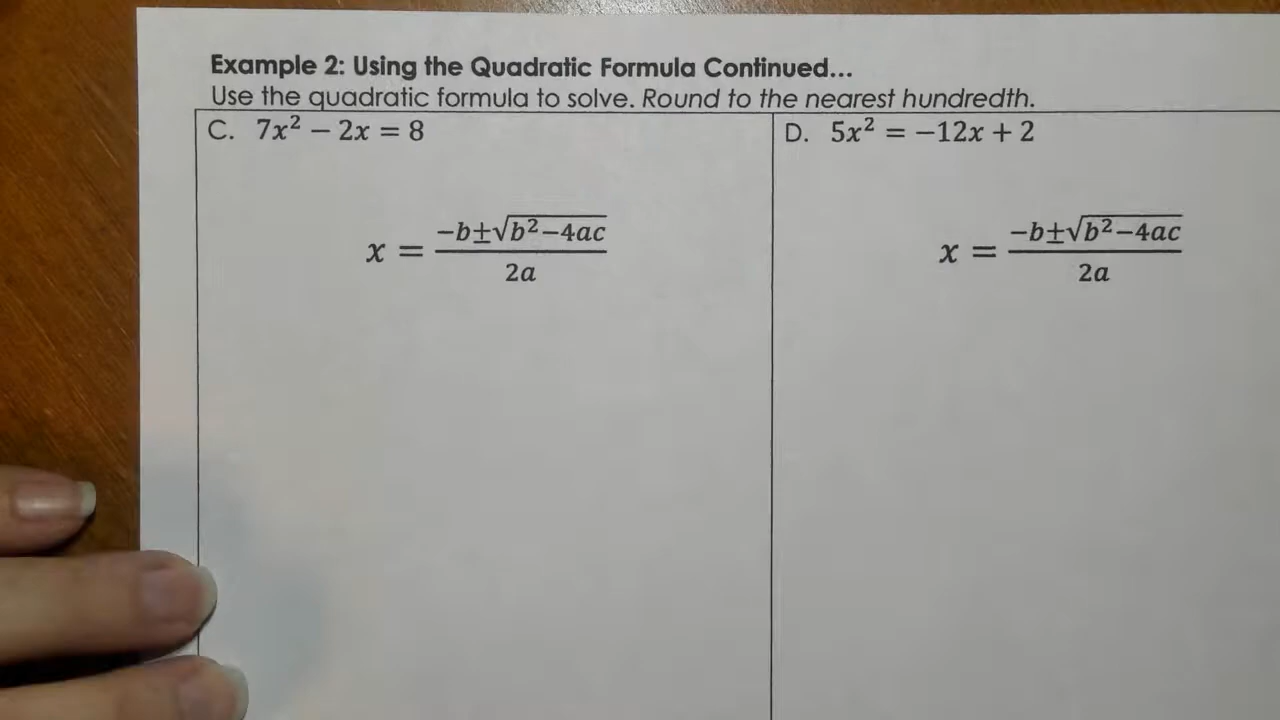 Example 2: Using the Quadratic Formula Continued...
Use the quadratic formula to solve. Round to the nearest hundredth.
C. 7x² − 2x = 8
x = −b±√b²−4ac / 2a
D. 5x² = −12x + 2
x = −b±√b²−4ac / 2a